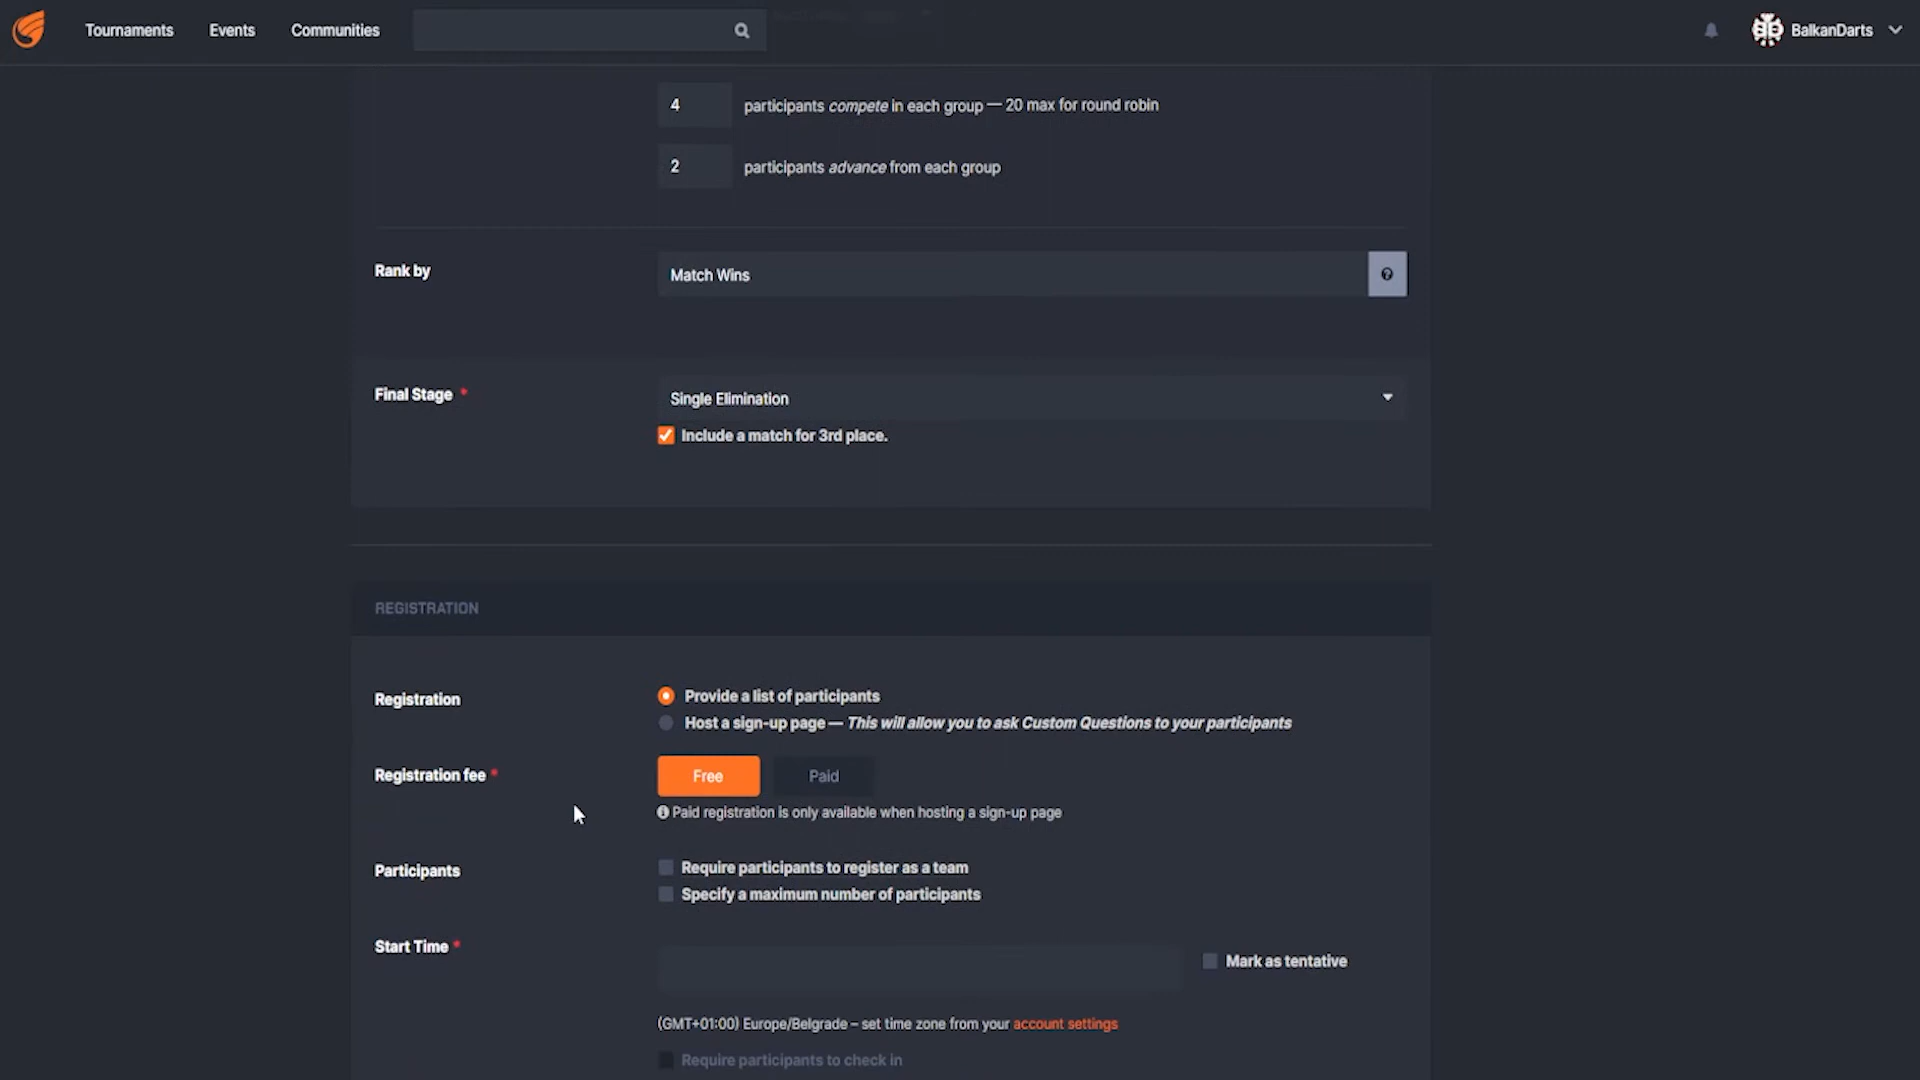 Tournaments Events Communities BalkanDarts
4 participants compete in each group — 20 max for round robin
2 participants advance from each group
Rank by Match Wins
Final Stage * Single Elimination
Include a match for 3rd place.
REGISTRATION
Registration Provide a list of participants
Host a sign-up page — This will allow you to ask Custom Questions to your participants
Registration fee * Free Paid
Paid registration is only available when hosting a sign-up page
Participants Require participants to register as a team
Specify a maximum number of participants
Start Time * Mark as tentative
(GMT+01:00) Europe/Belgrade – set time zone from your account settings
Require participants to check in